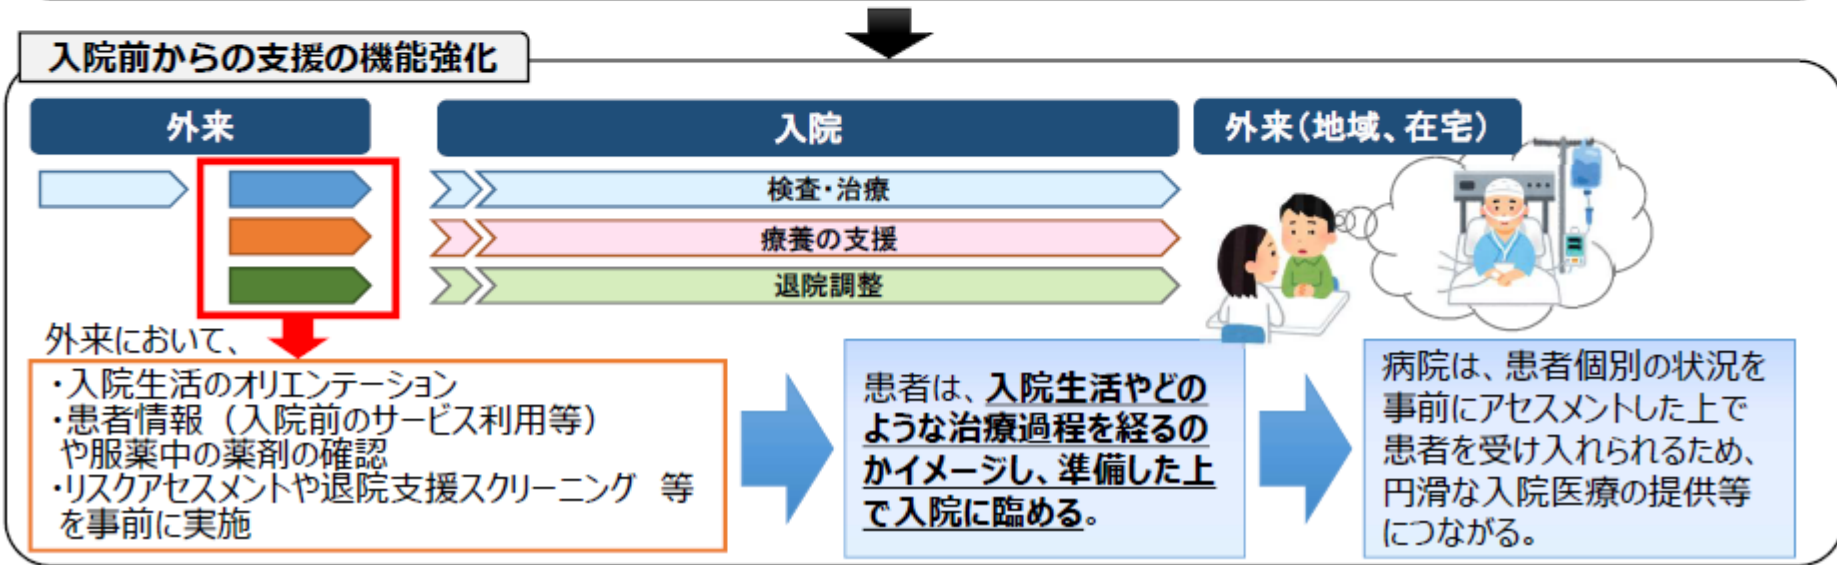 入院前からの支援の機能強化
外来
入院
外来(地域、在宅)
検査・治療
療養の支援
退院調整
外来において、
・入院生活のオリエンテーション
・患者情報（入院前のサービス利用等）
や服薬中の薬剤の確認
・リスクアセスメントや退院支援スクリーニング　等
を事前に実施
患者は、入院生活やどの
ような治療過程を経るの
かイメージし、準備した上
で入院に臨める。
病院は、患者個別の状況を
事前にアセスメントした上で
患者を受け入れられるため、
円滑な入院医療の提供等
につながる。